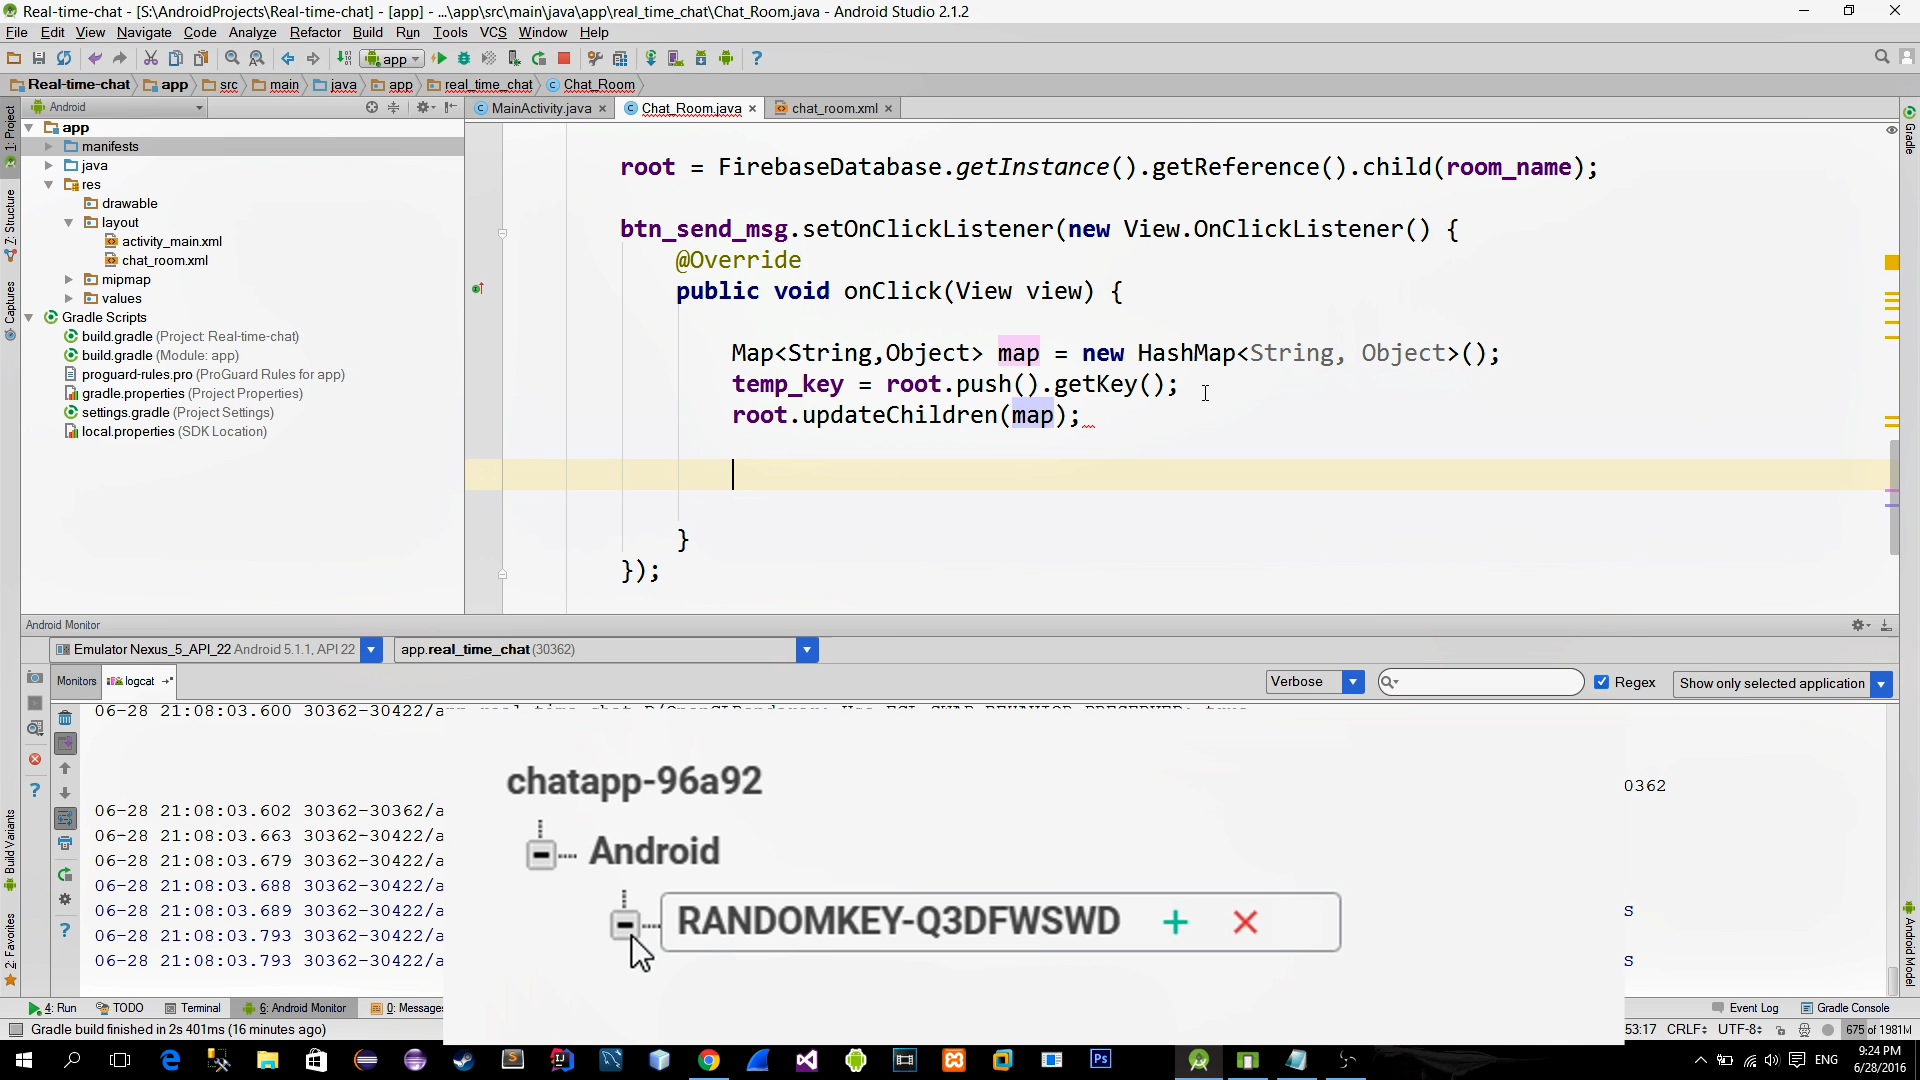 Real-time-chat - [S:\AndroidProjects\Real-time-chat] - [app] - ...\app\src\main\java\app\real_time_chat\Chat_Room.java - Android Studio 2.1.2
File Edit View Navigate Code Analyze Refactor Build Run Tools VCS Window Help
app
Real-time-chat app src main java app real_time_chat Chat_Room
Android
MainActivity.java Chat_Room.java chat_room.xml
1: Project
Z: Structure
Captures
Build Variants
2: Favorites
Gradle
Android Model
app
manifests
java
res
drawable
layout
activity_main.xml
chat_room.xml
mipmap
values
Gradle Scripts
build.gradle (Project: Real-time-chat)
build.gradle (Module: app)
proguard-rules.pro (ProGuard Rules for app)
gradle.properties (Project Properties)
settings.gradle (Project Settings)
local.properties (SDK Location)
root = FirebaseDatabase.getInstance().getReference().child(room_name);
btn_send_msg.setOnClickListener(new View.OnClickListener() {
@Override
public void onClick(View view) {
Map<String,Object> map = new HashMap<String, Object>();
temp_key = root.push().getKey();
root.updateChildren(map);
}
});
Android Monitor
Emulator Nexus_5_API_22 Android 5.1.1, API 22
app.real_time_chat (30362)
Monitors logcat
Verbose
Regex
Show only selected application
06-28 21:08:03.600 30362-30422/a
0362
06-28 21:08:03.602 30362-30362/a
06-28 21:08:03.663 30362-30422/a
06-28 21:08:03.679 30362-30422/a
06-28 21:08:03.688 30362-30422/a
06-28 21:08:03.689 30362-30422/a S
06-28 21:08:03.793 30362-30422/a
06-28 21:08:03.793 30362-30422/a S
chatapp-96a92
Android
RANDOMKEY-Q3DFWSWD
4: Run TODO Terminal 6: Android Monitor 0: Messages Event Log Gradle Console
Gradle build finished in 2s 401ms (16 minutes ago)
53:17 CRLF UTF-8 675 of 1981M
ENG
9:24 PM
6/28/2016